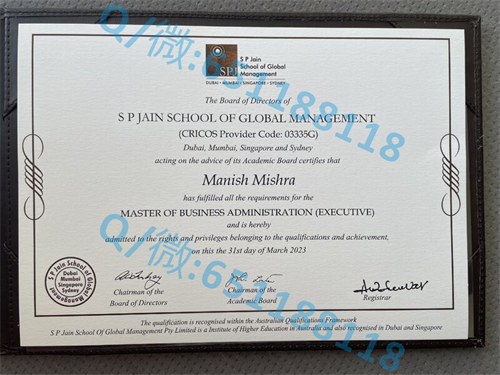 S P Jain
School of Global
Management
SPJ
DUBAI • MUMBAI • SINGAPORE • SYDNEY
The Board of Directors of
S P JAIN SCHOOL OF GLOBAL MANAGEMENT
(CRICOS Provider Code: 03335G)
Dubai, Mumbai, Singapore and Sydney
acting on the advice of its Academic Board certifies that
Manish Mishra
has fulfilled all the requirements for the
MASTER OF BUSINESS ADMINISTRATION (EXECUTIVE)
and is hereby
admitted to the rights and privileges belonging to the qualifications and achievement,
on this the 31st day of March 2023
S P Jain School of Global Management
Dubai
Mumbai
Singapore
Sydney
Chairman of the
Board of Directors
Chairman of the
Academic Board
Registrar
The qualification is recognised within the Australian Qualifications Framework
S P Jain School Of Global Management Pty Limited is a Institute of Higher Education in Australia and also recognised in Dubai and Singapore
Q/微:631188118
Q/微:631188118